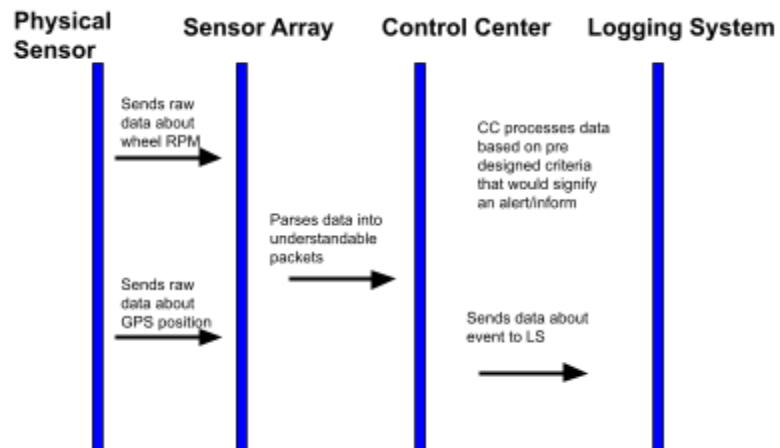 Physical
Sensor
Sensor Array
Control Center
Logging System
Sends raw
data about
wheel RPM
CC processes data
based on pre
designed criteria
that would signify
an alert/inform
Parses data into
understandable
packets
Sends raw
data about
GPS position
Sends data about
event to LS